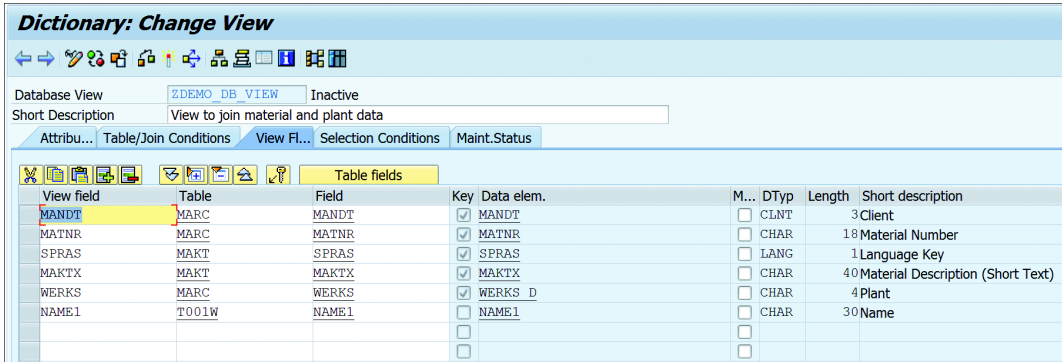 Dictionary: Change View
Database View ZDEMO_DB_VIEW Inactive
Short Description View to join material and plant data
Attribu... Table/Join Conditions View Fl... Selection Conditions Maint.Status
Table fields
View field Table Field Key Data elem. M... DTyp Length Short description
MANDT MARC MANDT MANDT CLNT 3 Client
MATNR MARC MATNR MATNR CHAR 18 Material Number
SPRAS MAKT SPRAS SPRAS LANG 1 Language Key
MAKTX MAKT MAKTX MAKTX CHAR 40 Material Description (Short Text)
WERKS MARC WERKS WERKS_D CHAR 4 Plant
NAME1 T001W NAME1 NAME1 CHAR 30 Name